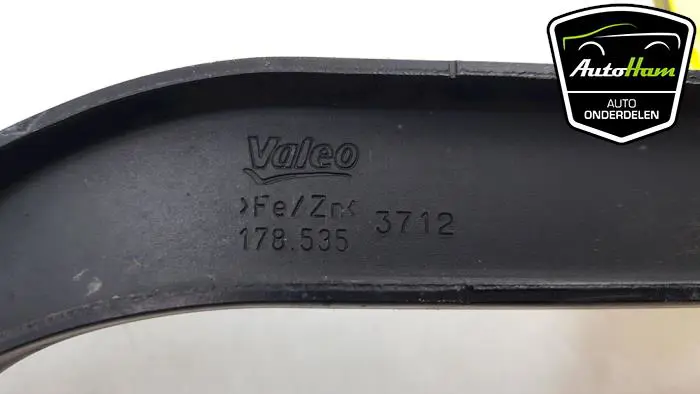 AutoHam
AUTO
ONDERDELEN
Valeo
>Fe/Zn< 3712
178.535